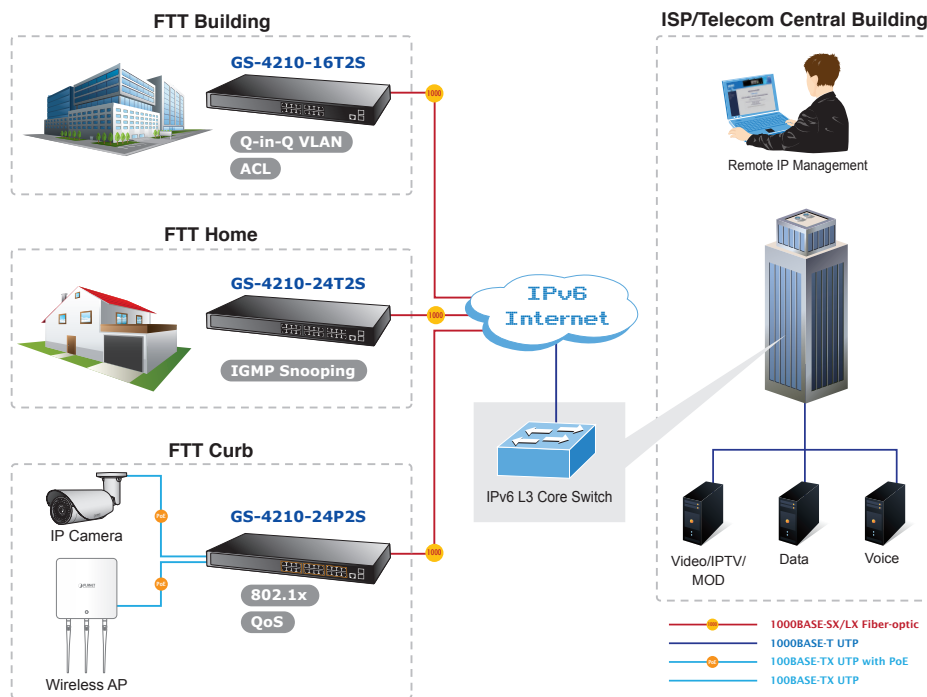 FTT Building
GS-4210-16T2S
1000
Q-in-Q VLAN
ACL
FTT Home
GS-4210-24T2S
1000
IGMP Snooping
FTT Curb
PoE
IP Camera
GS-4210-24P2S
1000
PoE
PLANET
802.1x
QoS
Wireless AP
IPv6
Internet
IPv6 L3 Core Switch
ISP/Telecom Central Building
Remote IP Management
Video/IPTV/
MOD
Data
Voice
1000 1000BASE-SX/LX Fiber-optic
1000BASE-T UTP
PoE 100BASE-TX UTP with PoE
100BASE-TX UTP